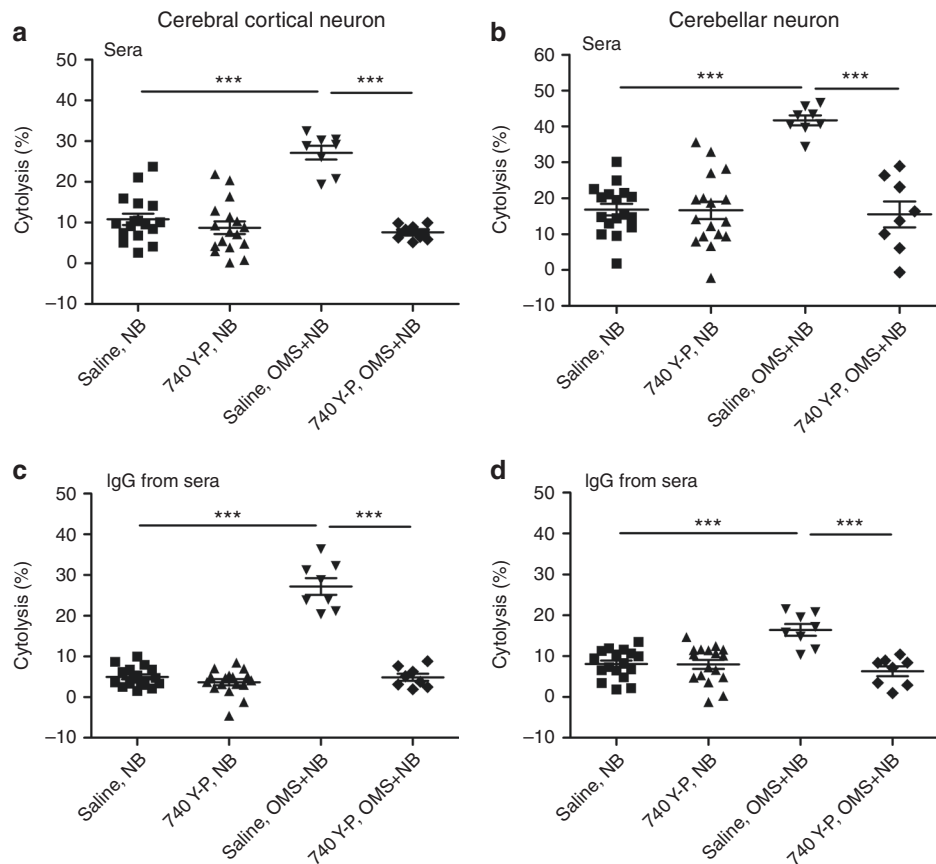 Cerebral cortical neuron
Cerebellar neuron
a
Sera
Cytolysis (%)
50
40
30
20
10
0
–10
***
***
Saline, NB
740 Y-P, NB
Saline, OMS+NB
740 Y-P, OMS+NB
b
Sera
Cytolysis (%)
60
50
40
30
20
10
0
–10
***
***
Saline, NB
740 Y-P, NB
Saline, OMS+NB
740 Y-P, OMS+NB
c
IgG from sera
Cytolysis (%)
50
40
30
20
10
0
–10
***
***
Saline, NB
740 Y-P, NB
Saline, OMS+NB
740 Y-P, OMS+NB
d
IgG from sera
Cytolysis (%)
50
40
30
20
10
0
–10
***
***
Saline, NB
740 Y-P, NB
Saline, OMS+NB
740 Y-P, OMS+NB